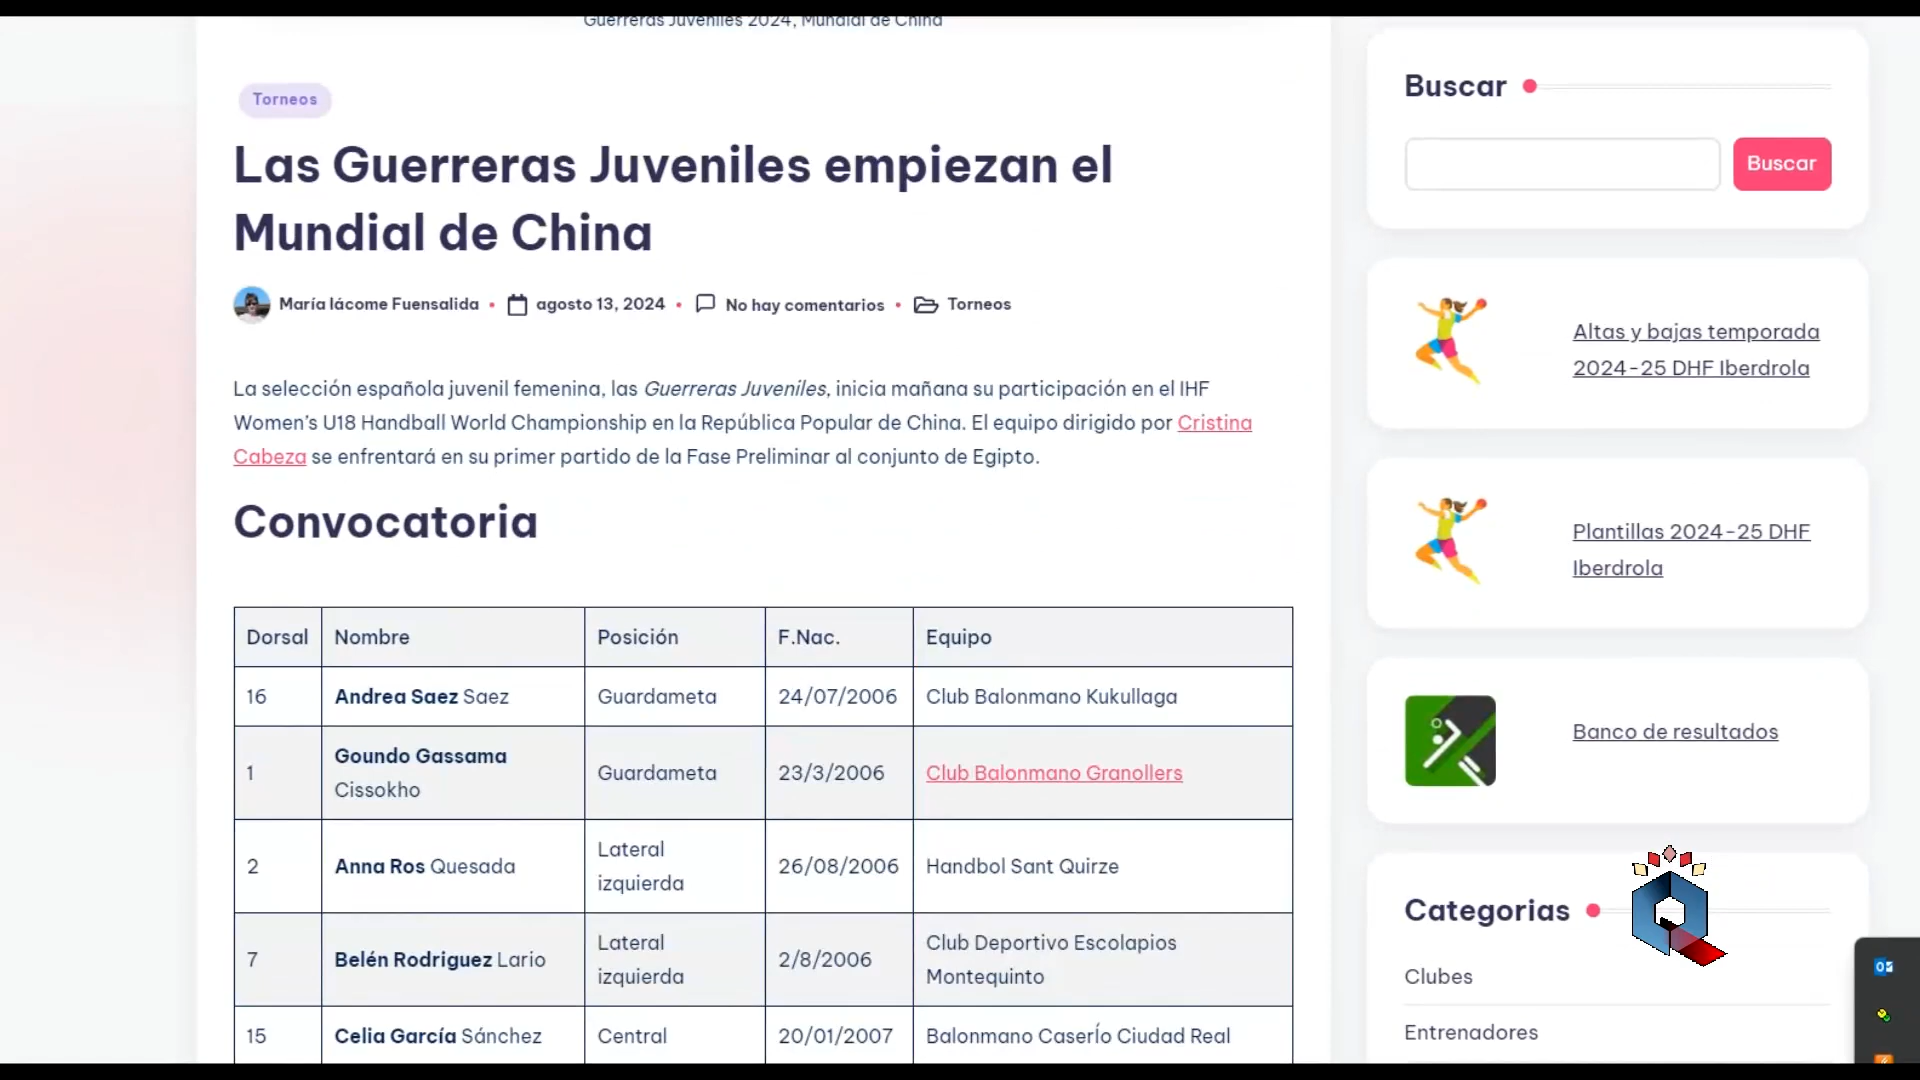 Guerreras Juveniles 2024, Mundial de China
Torneos
Las Guerreras Juveniles empiezan el
Mundial de China
María lácome Fuensalida • agosto 13, 2024 • No hay comentarios • Torneos
La selección española juvenil femenina, las Guerreras Juveniles, inicia mañana su participación en el IHF
Women's U18 Handball World Championship en la República Popular de China. El equipo dirigido por Cristina
Cabeza se enfrentará en su primer partido de la Fase Preliminar al conjunto de Egipto.
Convocatoria
Dorsal Nombre Posición F.Nac. Equipo
16 Andrea Saez Saez Guardameta 24/07/2006 Club Balonmano Kukullaga
1 Goundo Gassama
Cissokho Guardameta 23/3/2006 Club Balonmano Granollers
2 Anna Ros Quesada Lateral
izquierda 26/08/2006 Handbol Sant Quirze
7 Belén Rodriguez Lario Lateral
izquierda 2/8/2006 Club Deportivo Escolapios
Montequinto
15 Celia García Sánchez Central 20/01/2007 Balonmano CaserÍo Ciudad Real
Buscar
Buscar
Altas y bajas temporada
2024-25 DHF Iberdrola
Plantillas 2024-25 DHF
Iberdrola
Banco de resultados
Categorias
Clubes
Entrenadores